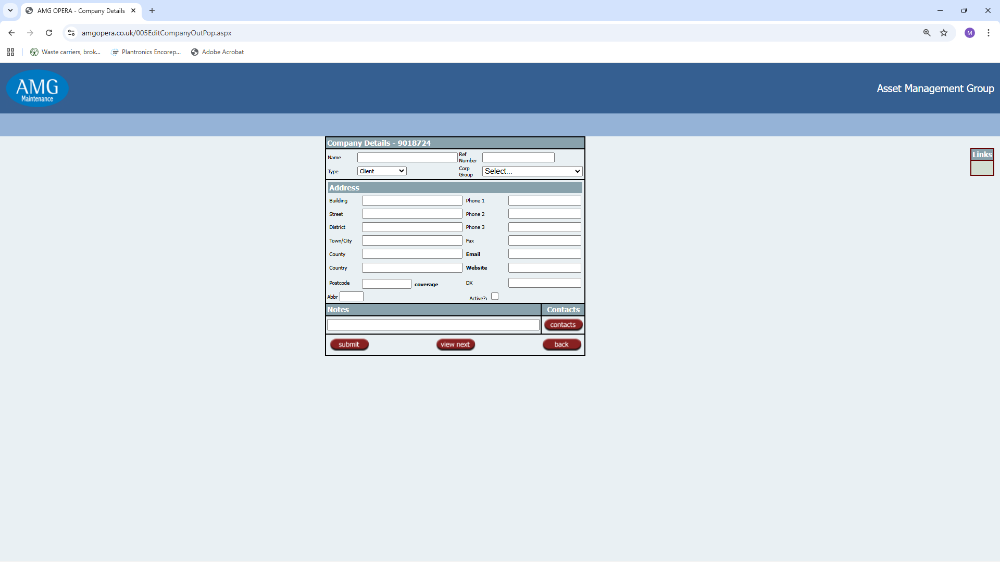 AMG OPERA - Company Details
amgopera.co.uk/005EditCompanyOutPop.aspx
M
Waste carriers, brok...
Plantronics Encorep...
Adobe Acrobat
AMG
Maintenance
Asset Management Group
Company Details - 9018724
Links
Name
Ref Number
Type
Client
Corp Group
Select...
Address
Building
Phone 1
Street
Phone 2
District
Phone 3
Town/City
Fax
County
Email
Country
Website
Postcode
coverage
DX
Abbr
Active?:
Notes
Contacts
contacts
submit
view next
back